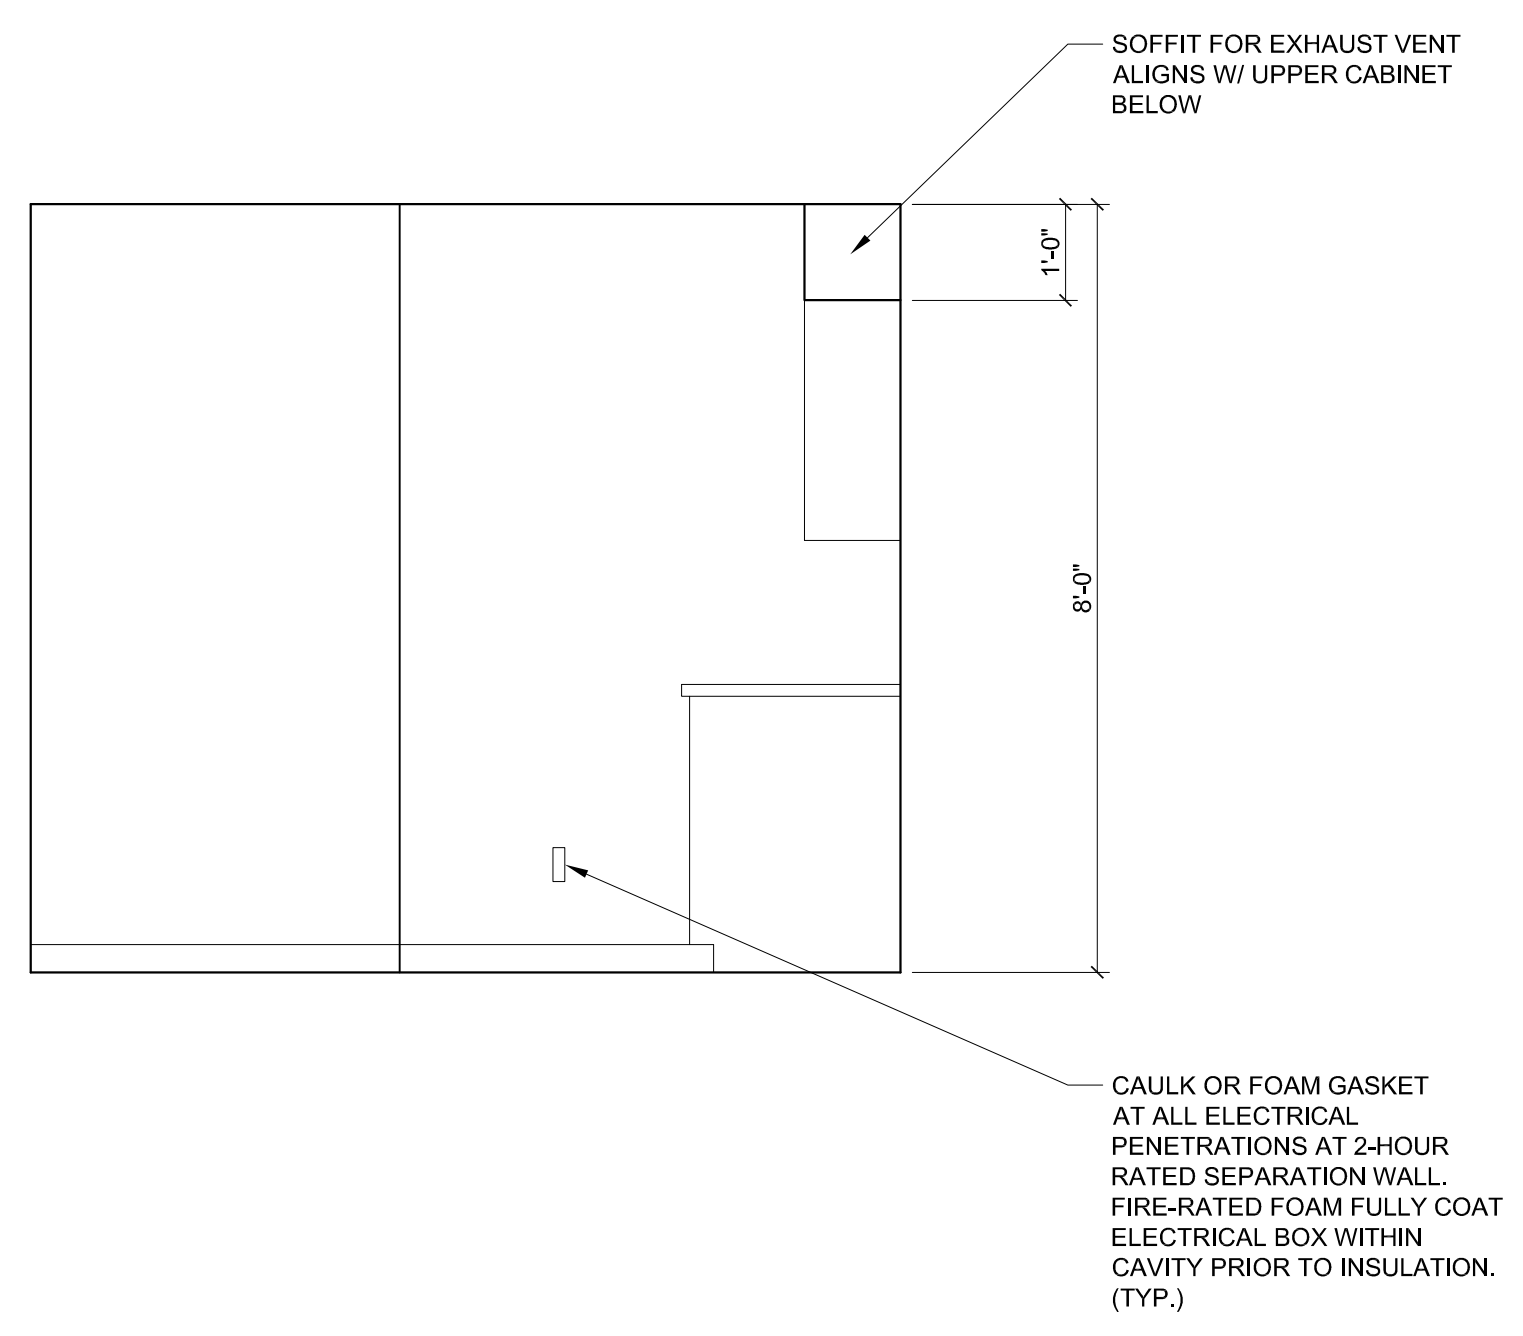 SOFFIT FOR EXHAUST VENT
ALIGNS W/ UPPER CABINET
BELOW
1'-0"
8'-0"
CAULK OR FOAM GASKET
AT ALL ELECTRICAL
PENETRATIONS AT 2-HOUR
RATED SEPARATION WALL.
FIRE-RATED FOAM FULLY COAT
ELECTRICAL BOX WITHIN
CAVITY PRIOR TO INSULATION.
(TYP.)